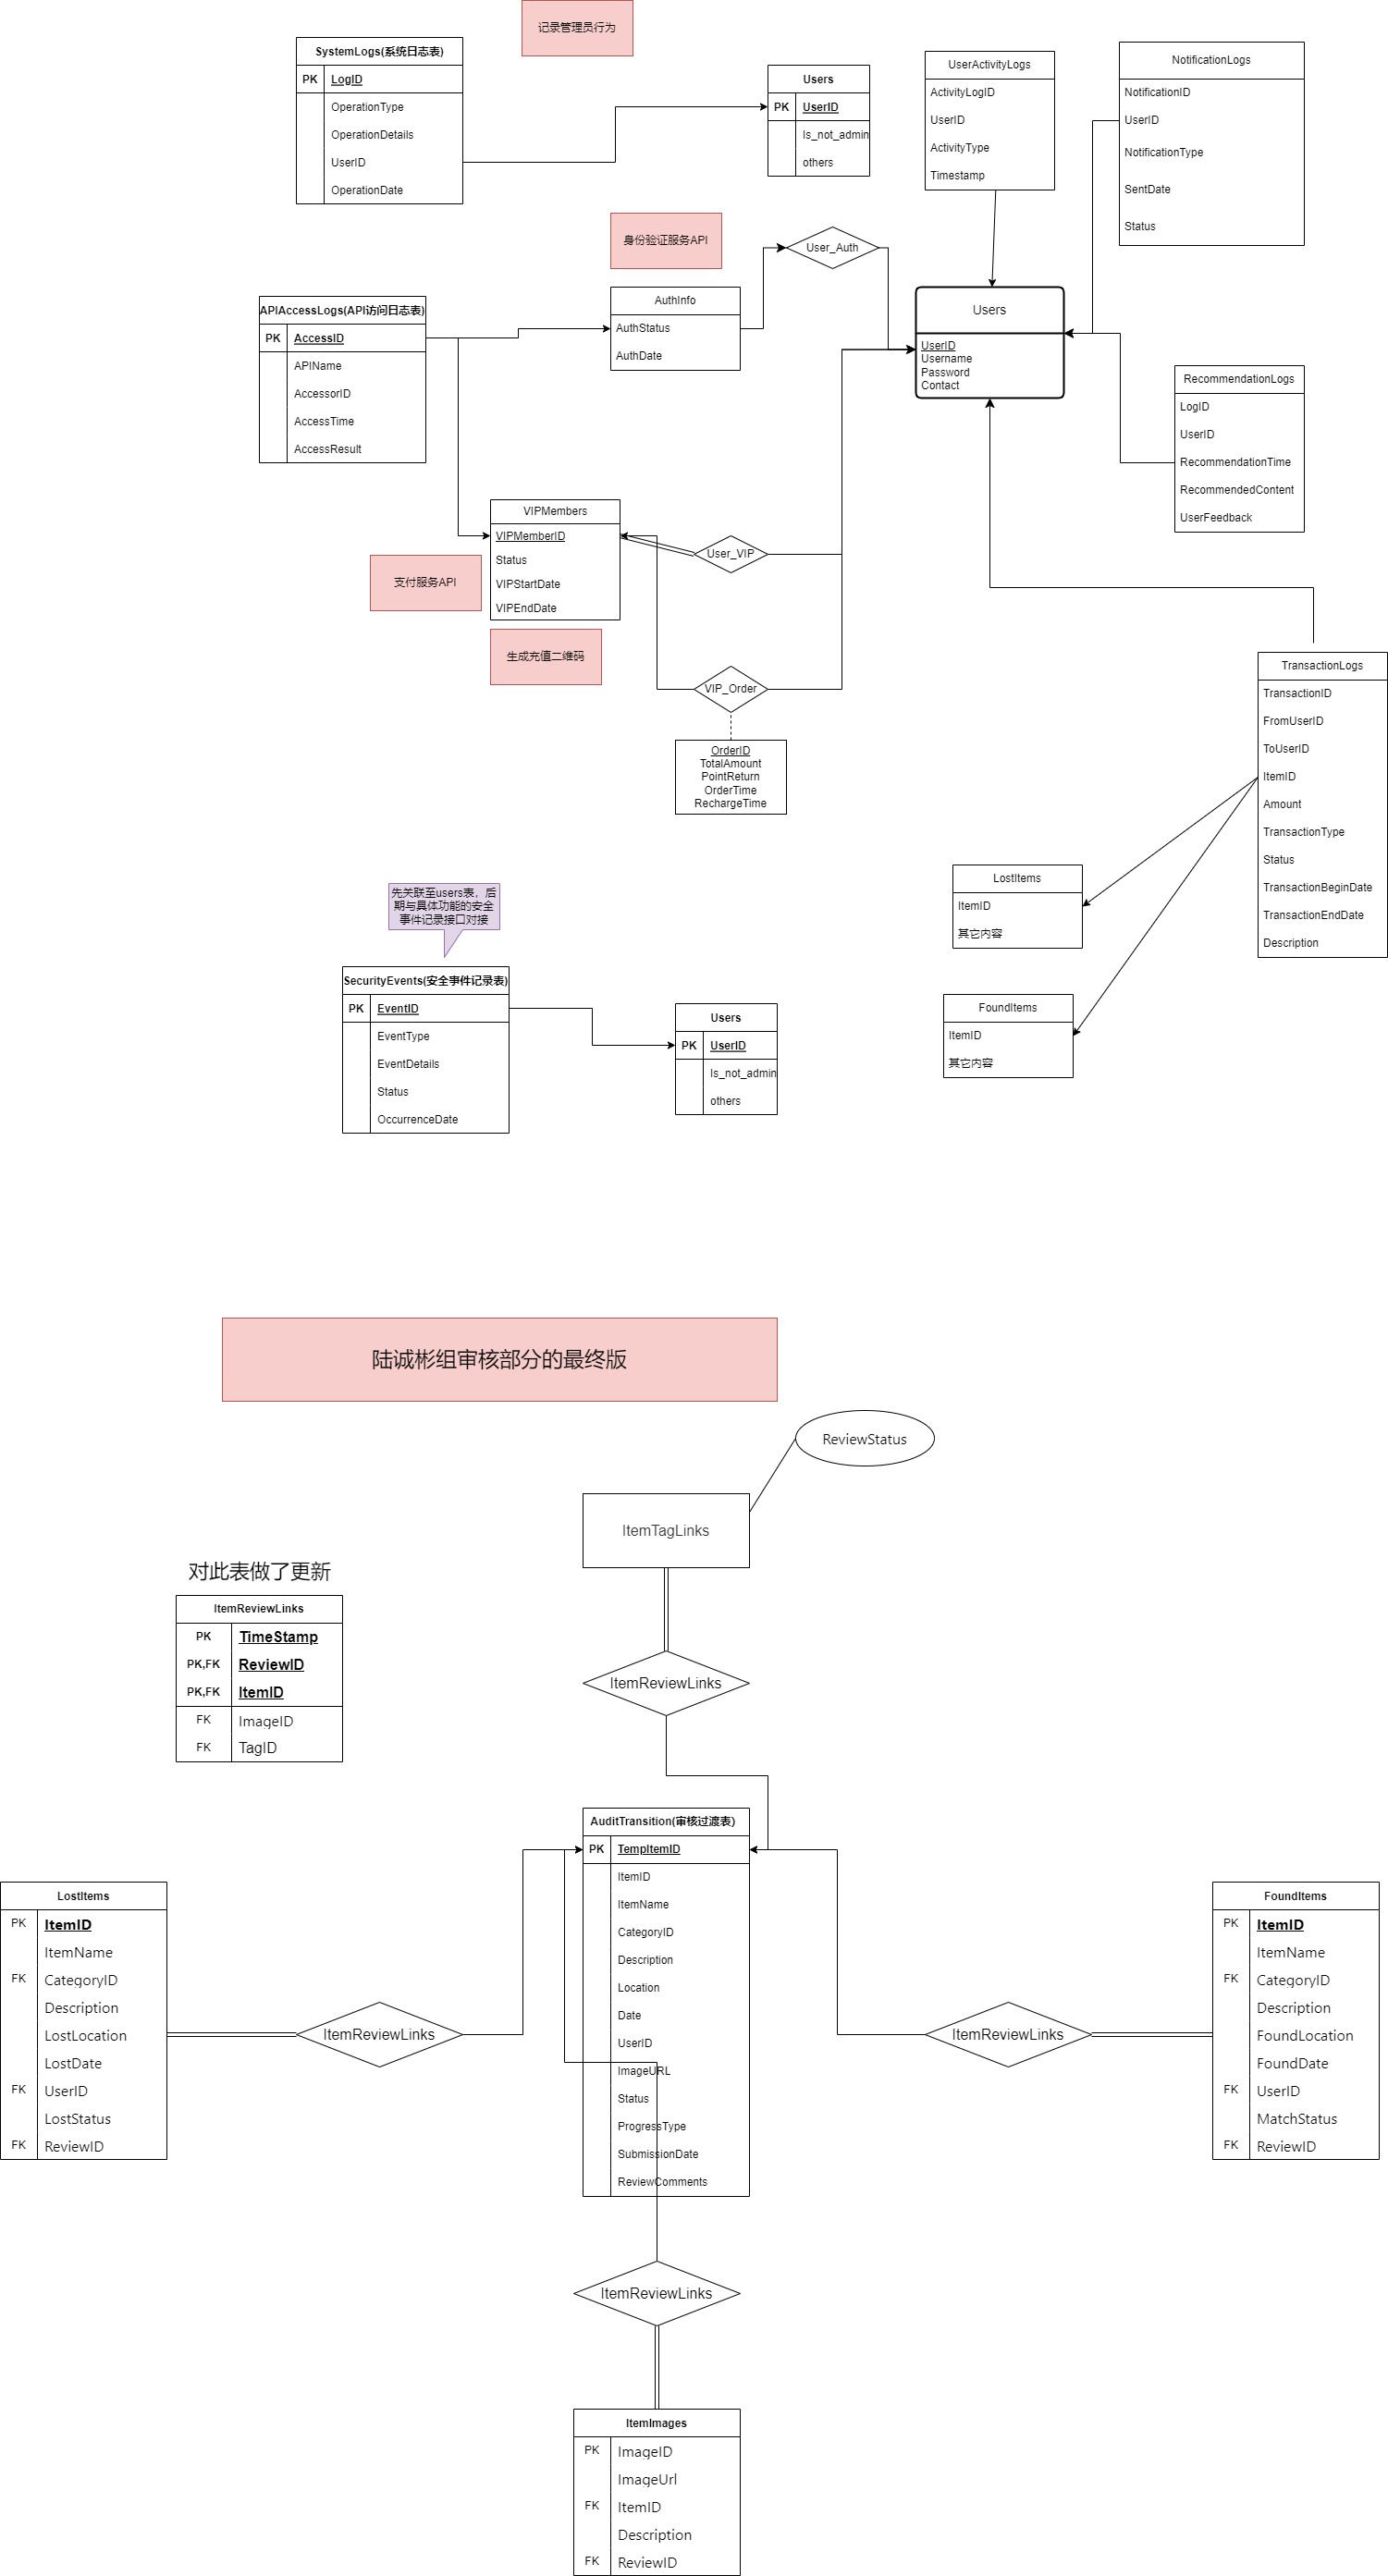 记录管理员行为
SystemLogs(系统日志表)
PK
LogID
OperationType
OperationDetails
UserID
OperationDate
Users
PK
UserID
Is_not_admin
others
UserActivityLogs
ActivityLogID
UserID
ActivityType
Timestamp
NotificationLogs
NotificationID
UserID
NotificationType
SentDate
Status
身份验证服务API
User_Auth
APIAccessLogs(API访问日志表)
PK
AccessID
APIName
AccessorID
AccessTime
AccessResult
AuthInfo
AuthStatus
AuthDate
Users
UserID
Username
Password
Contact
RecommendationLogs
LogID
UserID
RecommendationTime
RecommendedContent
UserFeedback
VIPMembers
VIPMemberID
Status
VIPStartDate
VIPEndDate
User_VIP
支付服务API
生成充值二维码
VIP_Order
OrderID
TotalAmount
PointReturn
OrderTime
RechargeTime
TransactionLogs
TransactionID
FromUserID
ToUserID
ItemID
Amount
TransactionType
Status
TransactionBeginDate
TransactionEndDate
Description
LostItems
ItemID
其它内容
FoundItems
ItemID
其它内容
先关联至users表，后
期与具体功能的安全
事件记录接口对接
SecurityEvents(安全事件记录表)
PK
EventID
EventType
EventDetails
Status
OccurrenceDate
Users
PK
UserID
Is_not_admin
others
陆诚彬组审核部分的最终版
ReviewStatus
ItemTagLinks
对此表做了更新
ItemReviewLinks
PK
TimeStamp
PK,FK
ReviewID
PK,FK
ItemID
FK
ImageID
FK
TagID
ItemReviewLinks
AuditTransition(审核过渡表)
PK
TempItemID
ItemID
ItemName
CategoryID
Description
Location
Date
UserID
ImageURL
Status
ProgressType
SubmissionDate
ReviewComments
LostItems
PK
ItemID
ItemName
FK
CategoryID
Description
LostLocation
LostDate
FK
UserID
LostStatus
FK
ReviewID
ItemReviewLinks
ItemReviewLinks
FoundItems
PK
ItemID
ItemName
FK
CategoryID
Description
FoundLocation
FoundDate
FK
UserID
MatchStatus
FK
ReviewID
ItemReviewLinks
ItemImages
PK
ImageID
ImageUrl
FK
ItemID
Description
FK
ReviewID